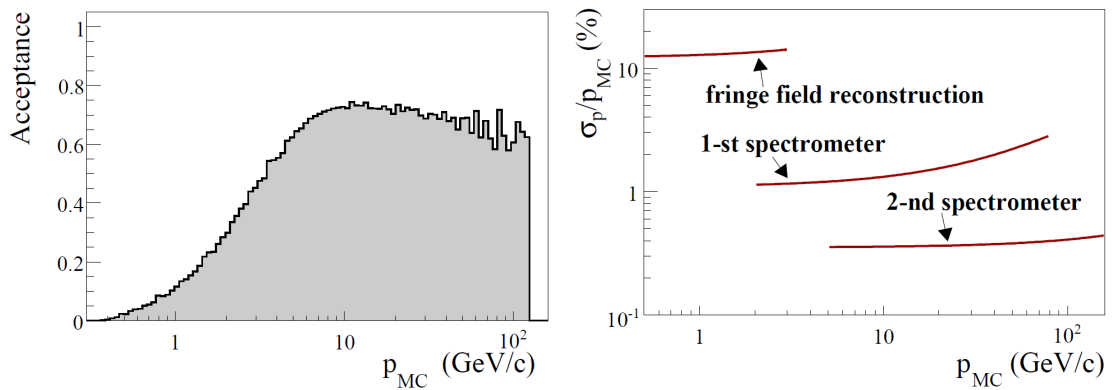 Acceptance
1
0.8
0.6
0.4
0.2
0
1
10
10²
p_MC (GeV/c)
σ_p/p_MC (%)
10
1
10⁻¹
fringe field reconstruction
1-st spectrometer
2-nd spectrometer
1
10
10²
p_MC (GeV/c)